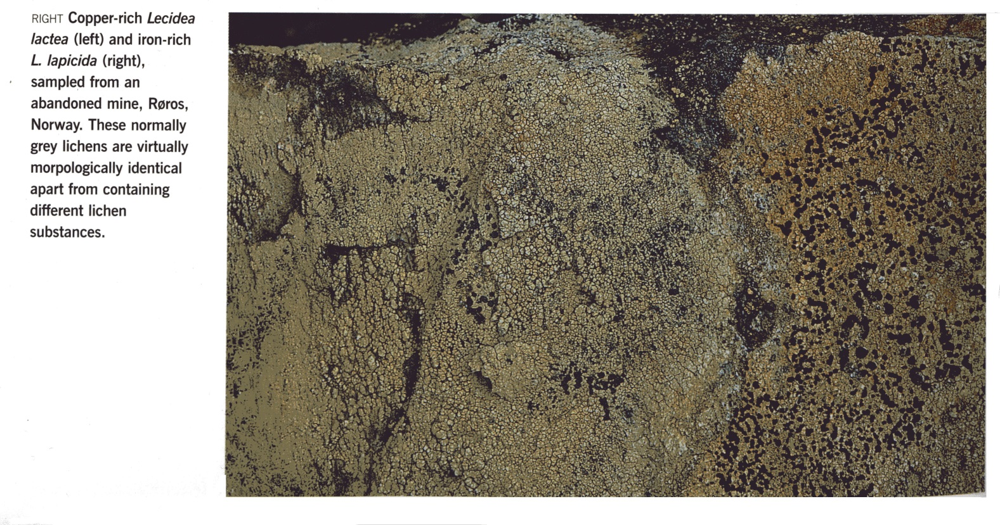 RIGHT Copper-rich Lecidea
lactea (left) and iron-rich
L. lapicida (right),
sampled from an
abandoned mine, Røros,
Norway. These normally
grey lichens are virtually
morpologically identical
apart from containing
different lichen
substances.